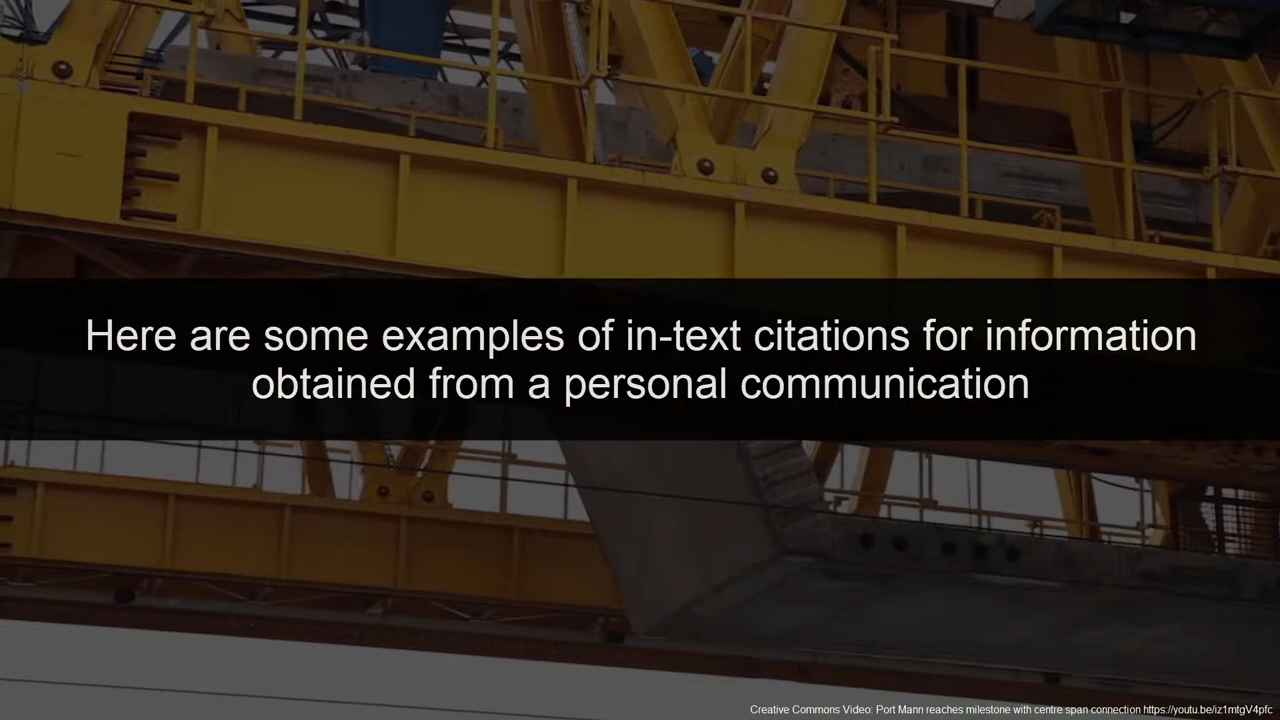 Here are some examples of in-text citations for information
obtained from a personal communication
Creative Commons Video: Port Mann reaches milestone with centre span connection https://youtu.be/iz1mtgV4pfc